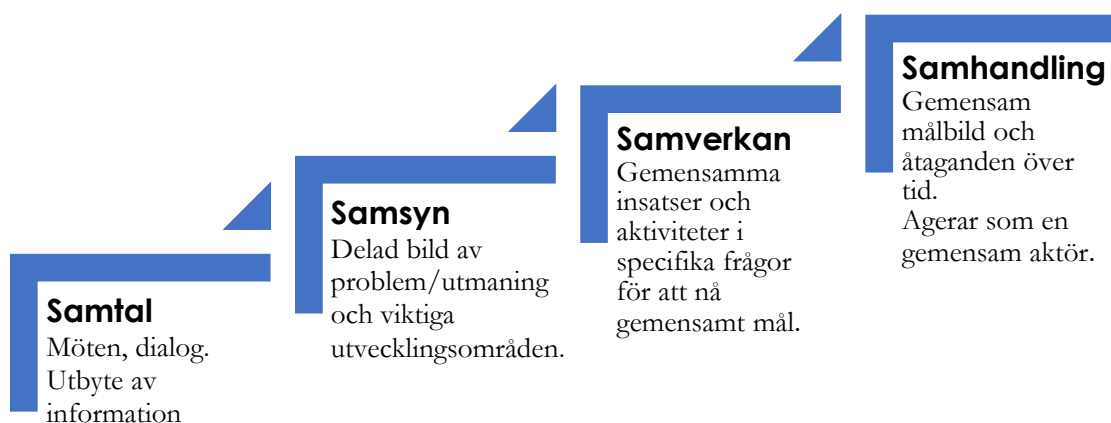 Samtal
Möten, dialog.
Utbyte av
information
Samsyn
Delad bild av
problem/utmaning
och viktiga
utvecklingsområden.
Samverkan
Gemensamma
insatser och
aktiviteter i
specifika frågor
för att nå
gemensamt mål.
Samhandling
Gemensam
målbild och
åtaganden över
tid.
Agerar som en
gemensam aktör.